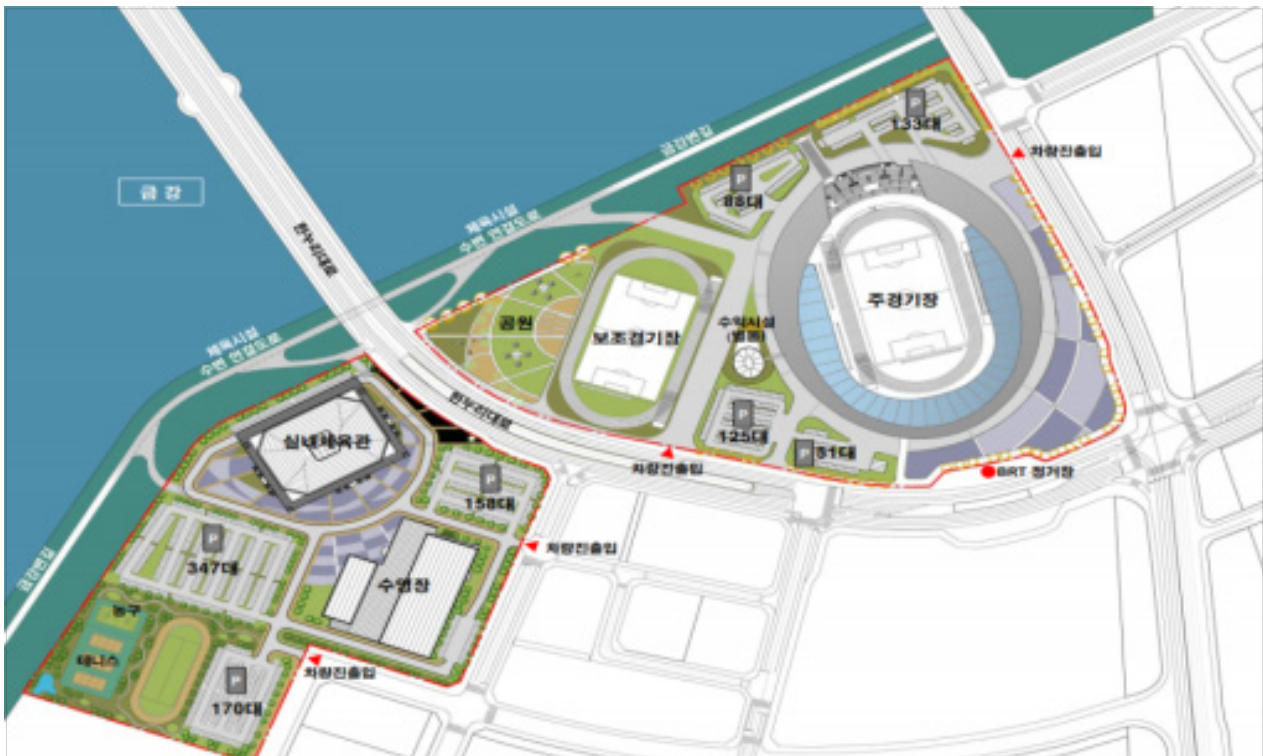 P
133대
차량진출입
금강변길
P
88대
금 강
체육시설
수변 연결도로
한누리대로
주경기장
공원
보조경기장
수익시설
(별동)
체육시설
수변 연결도로
한누리대로
P
125대
P
51대
차량진출입
BRT 정거장
실내체육관
P
158대
차량진출입
P
347대
수영장
금강변길
농구
테니스
차량진출입
P
170대